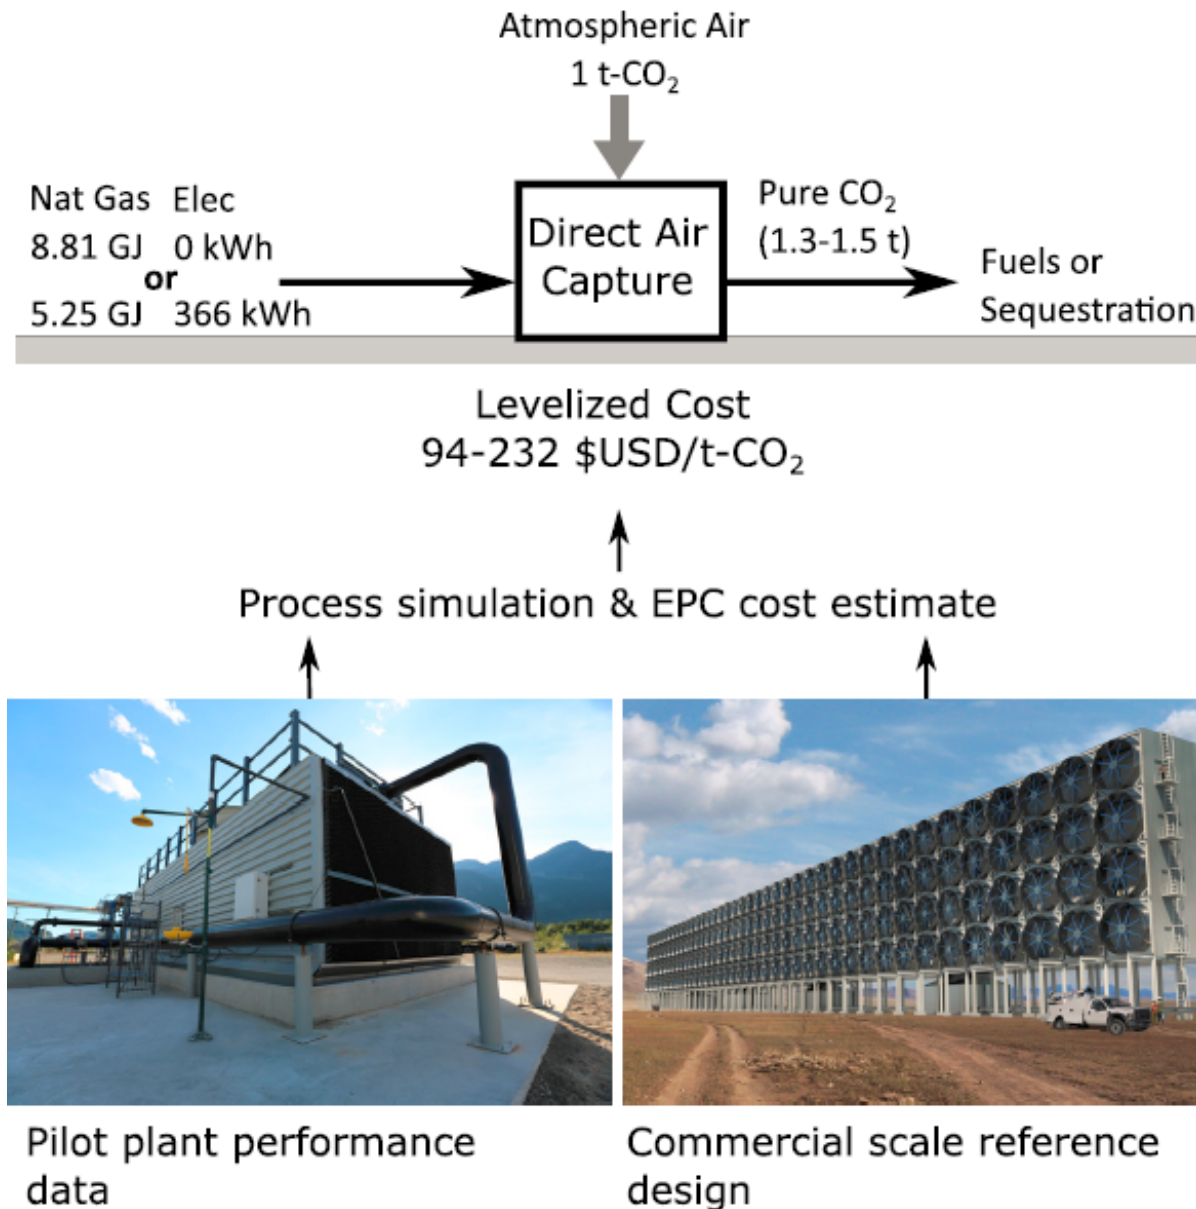 Atmospheric Air
1 t-CO₂
Nat Gas Elec
8.81 GJ 0 kWh
or
5.25 GJ 366 kWh
Direct Air
Capture
Pure CO₂
(1.3-1.5 t)
Fuels or
Sequestration
Levelized Cost
94-232 $USD/t-CO₂
Process simulation & EPC cost estimate
Pilot plant performance
data
Commercial scale reference
design